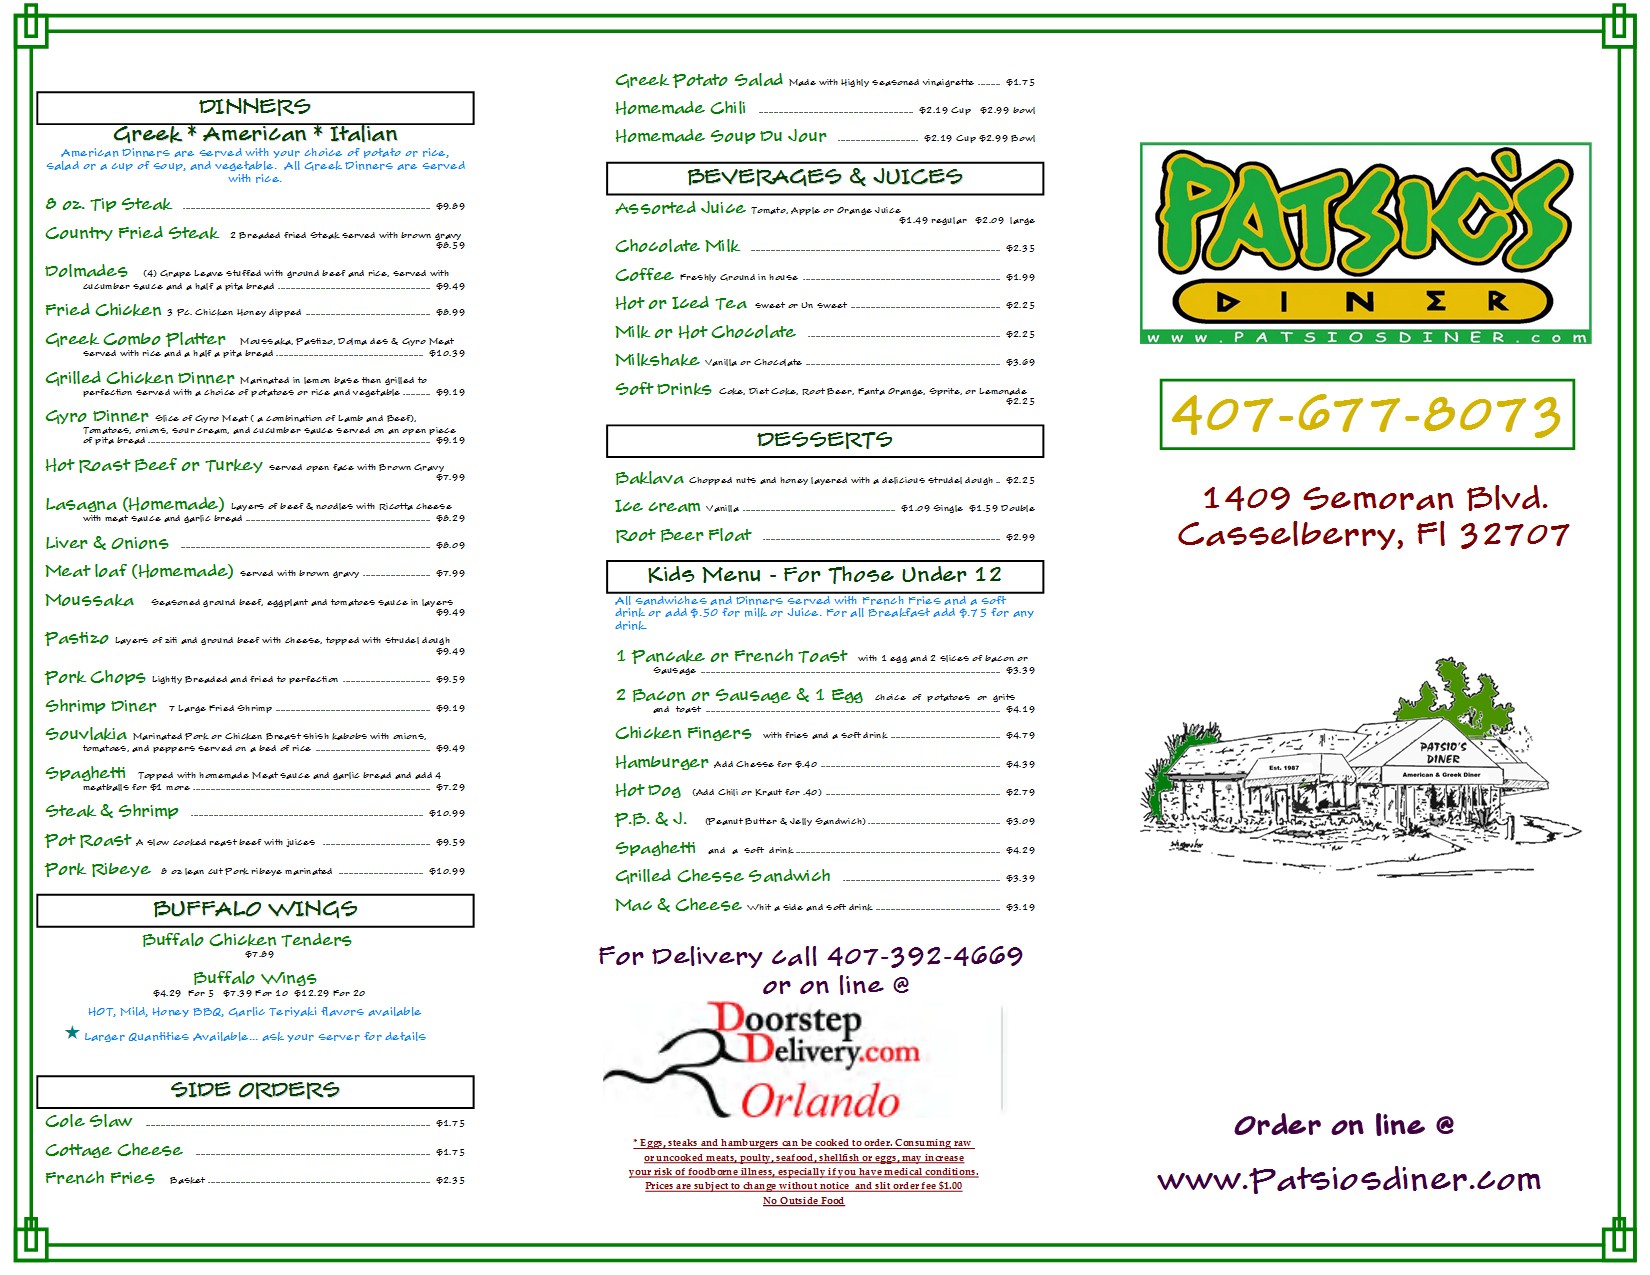 DINNERS
Greek * American * Italian
American Dinners are served with your choice of potato or rice,
salad or a cup of soup, and vegetable. All Greek Dinners are served
with rice.
8 oz. Tip Steak $9.89
Country Fried Steak 2 Breaded fried Steak served with brown gravy
$8.59
Dolmades (4) Grape Leave stuffed with ground beef and rice, served with
cucumber sauce and a half a pita bread $9.49
Fried Chicken 3 Pc. Chicken Honey dipped $8.99
Greek Combo Platter Moussaka, Pastizo, Dolmades & Gyro Meat
served with rice and a half a pita bread $10.39
Grilled Chicken Dinner Marinated in lemon base then grilled to
perfection served with a choice of potatoes or rice and vegetable $9.19
Gyro Dinner Slice of Gyro Meat ( a combination of Lamb and Beef),
Tomatoes, onions, sour cream, and cucumber sauce served on an open piece
of pita bread $9.19
Hot Roast Beef or Turkey served open face with Brown Gravy
$7.99
Lasagna (Homemade) Layers of beef & noodles with Ricotta cheese
with meat sauce and garlic bread $8.29
Liver & Onions $8.09
Meat loaf (Homemade) served with brown gravy $7.99
Moussaka Seasoned ground beef, eggplant and tomatoes sauce in layers
$9.49
Pastizo Layers of ziti and ground beef with cheese, topped with strudel dough
$9.49
Pork Chops Lightly Breaded and fried to perfection $9.59
Shrimp Diner 7 Large Fried Shrimp $9.19
Souvlakia Marinated Pork or Chicken Breast shish kabobs with onions,
tomatoes, and peppers served on a bed of rice $9.49
Spaghetti Topped with homemade Meat sauce and garlic bread and add 4
meatballs for $1 more $7.29
Steak & Shrimp $10.99
Pot Roast A slow cooked roast beef with juices $9.59
Pork Ribeye 8 oz lean cut Pork ribeye marinated $10.99
BUFFALO WINGS
Buffalo Chicken Tenders
$7.89
Buffalo Wings
$4.29 For 5 $7.39 For 10 $12.29 For 20
HOT, Mild, Honey BBQ, Garlic Teriyaki flavors available
★ Larger Quantities Available... ask your server for details
SIDE ORDERS
Cole Slaw $1.75
Cottage Cheese $1.75
French Fries Basket $2.35
Greek Potato Salad Made with Highly seasoned vinaigrette $1.75
Homemade Chili $2.19 Cup $2.99 bowl
Homemade Soup Du Jour $2.19 Cup $2.99 Bowl
BEVERAGES & JUICES
Assorted Juice Tomato, Apple or Orange Juice
$1.49 regular $2.09 large
Chocolate Milk $2.35
Coffee Freshly Ground in house $1.99
Hot or Iced Tea Sweet or Un Sweet $2.25
Milk or Hot Chocolate $2.25
Milkshake Vanilla or Chocolate $3.69
Soft Drinks Coke, Diet Coke, Root Beer, Fanta Orange, Sprite, or Lemonade
$2.25
DESSERTS
Baklava Chopped nuts and honey layered with a delicious strudel dough $2.25
Ice cream Vanilla $1.09 Single $1.59 Double
Root Beer Float $2.99
Kids Menu - For Those Under 12
All Sandwiches and Dinners served with French Fries and a soft
drink or add $.50 for milk or Juice. For all Breakfast add $.75 for any
drink
1 Pancake or French Toast with 1 egg and 2 slices of bacon or
Sausage $3.39
2 Bacon or Sausage & 1 Egg choice of potatoes or grits
and toast $4.19
Chicken Fingers with fries and a soft drink $4.79
Hamburger Add Chesse for $.40 $4.39
Hot Dog (Add Chili or Kraut for .40) $2.79
P.B. & J. (Peanut Butter & Jelly Sandwich) $3.09
Spaghetti and a soft drink $4.29
Grilled Chesse Sandwich $3.39
Mac & Cheese Whit a side and soft drink $3.19
For Delivery call 407-392-4669
or on line @
Doorstep
Delivery.com
Orlando
* Eggs, steaks and hamburgers can be cooked to order. Consuming raw
or uncooked meats, poulty, seafood, shellfish or eggs, may increase
your risk of foodborne illness, especially if you have medical conditions.
Prices are subject to change without notice and slit order fee $1.00
No Outside Food
PATSIO'S
DINER
www.PATSIOSDINER.com
407-677-8073
1409 Semoran Blvd.
Casselberry, Fl 32707
PATSIO'S
DINER
Est. 1987
American & Greek Diner
Order on line @
www.Patsiosdiner.com